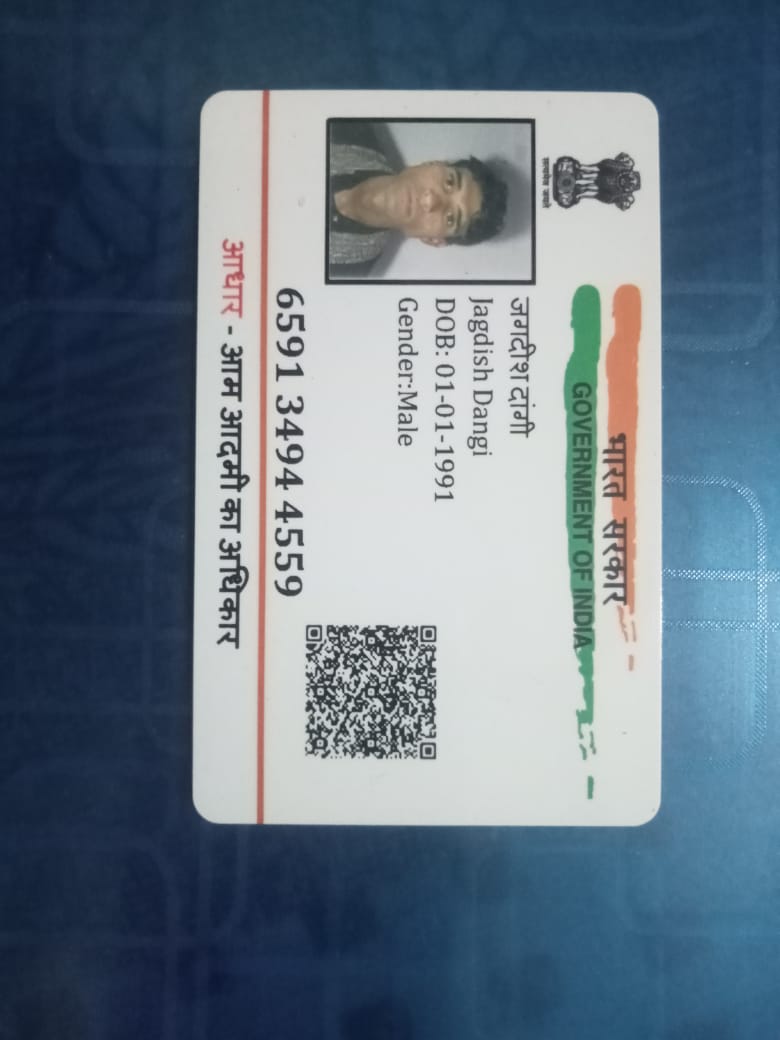 भारत सरकार
GOVERNMENT OF INDIA
सत्यमेव जयते
जगदीश दांगी
Jagdish Dangi
DOB: 01-01-1991
Gender:Male
6591 3494 4559
आधार - आम आदमी का अधिकार